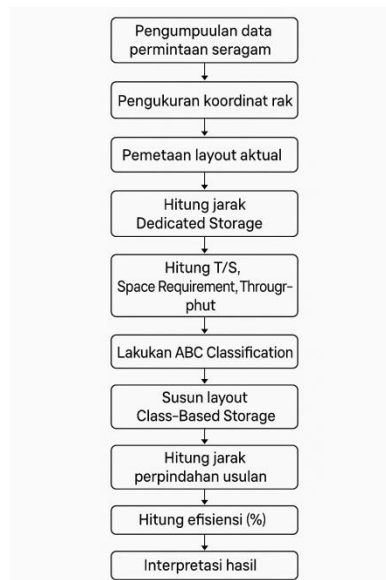 Pengumpuulan data
permintaan seragam
Pengukuran koordinat rak
Pemetaan layout aktual
Hitung jarak
Dedicated Storage
Hitung T/S,
Space Requirement, Througr-
phut
Lakukan ABC Classification
Susun layout
Class-Based Storage
Hitung jarak
perpindahan usulan
Hitung efisiensi (%)
Interpretasi hasil